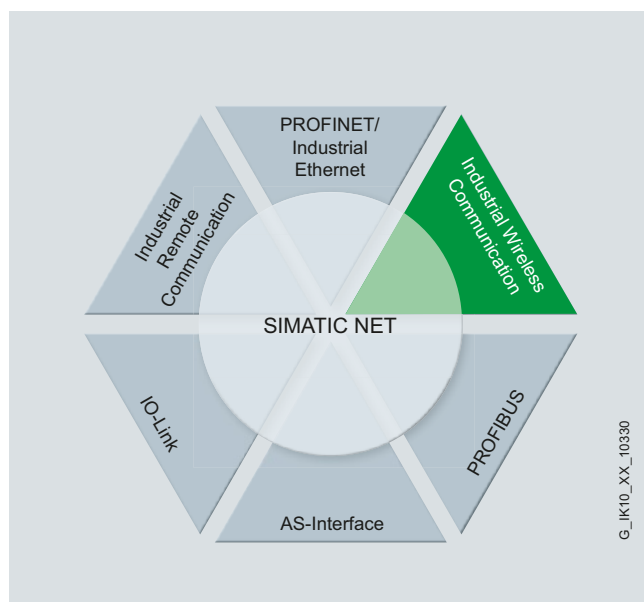 PROFINET/
Industrial
Ethernet
Industrial Wireless
Communication
Industrial
Remote
Communication
SIMATIC NET
IO-Link
PROFIBUS
AS-Interface
G_IK10_XX_10330